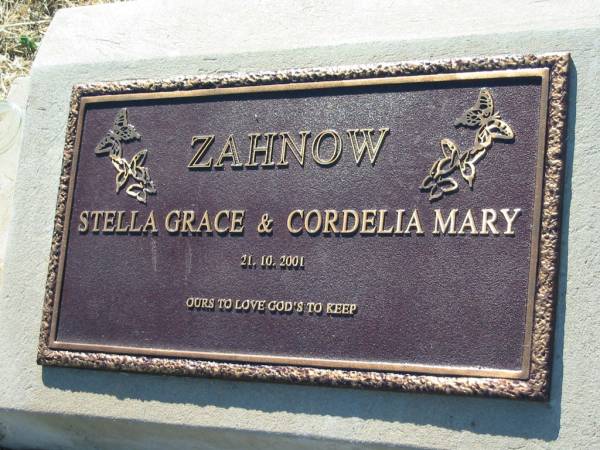 ZAHNOW
STELLA GRACE & CORDELIA MARY
21. 10. 2001
OURS TO LOVE GOD'S TO KEEP